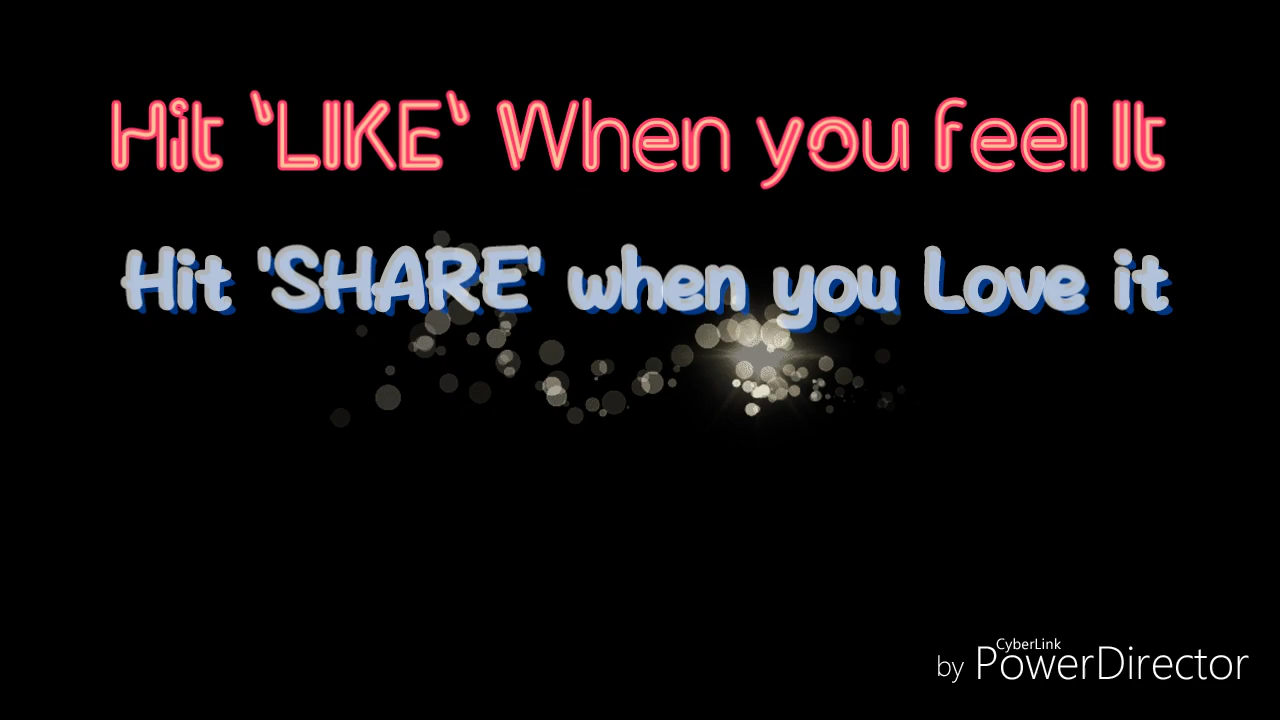 Hit 'LIKE' When you feel It
Hit 'SHARE' when you Love it
CyberLink
by PowerDirector